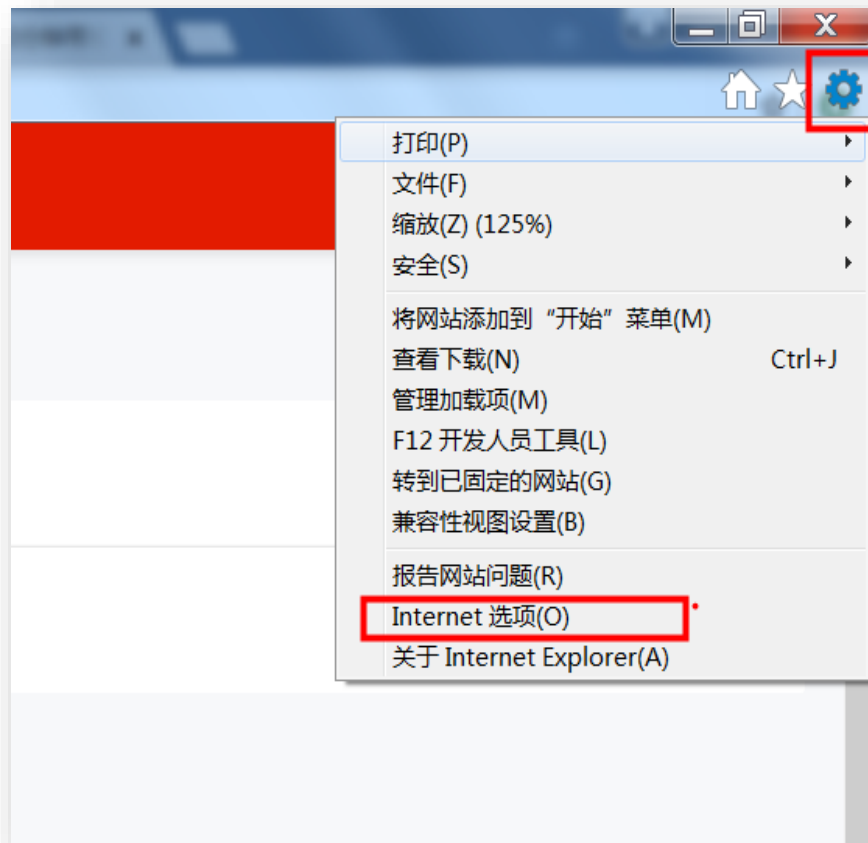 打印(P)
文件(F)
缩放(Z) (125%)
安全(S)
将网站添加到“开始”菜单(M)
查看下载(N) Ctrl+J
管理加载项(M)
F12 开发人员工具(L)
转到已固定的网站(G)
兼容性视图设置(B)
报告网站问题(R)
Internet 选项(O)
关于 Internet Explorer(A)